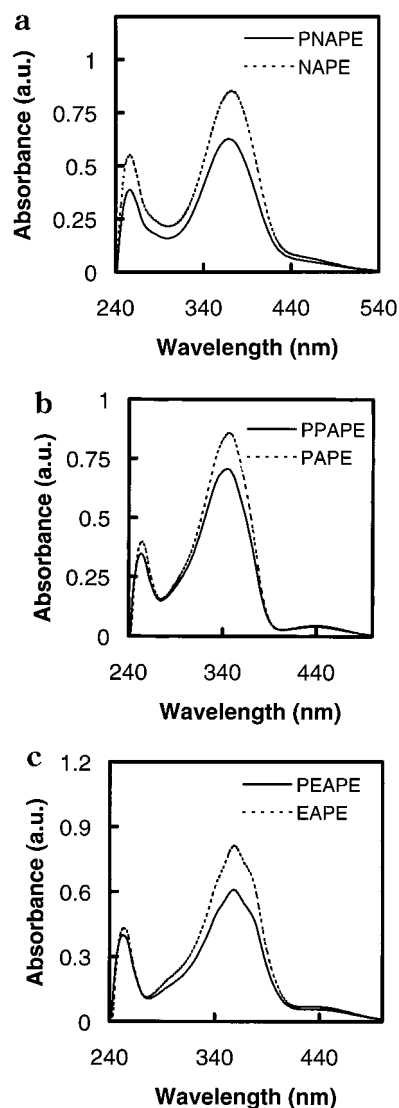 a
PNAPE
NAPE
Absorbance (a.u.)
1
0.75
0.5
0.25
0
240 340 440 540
Wavelength (nm)
b
PPAPE
PAPE
Absorbance (a.u.)
1
0.75
0.5
0.25
0
240 340 440
Wavelength (nm)
c
PEAPE
EAPE
Absorbance (a.u.)
1.2
0.9
0.6
0.3
0
240 340 440
Wavelength (nm)